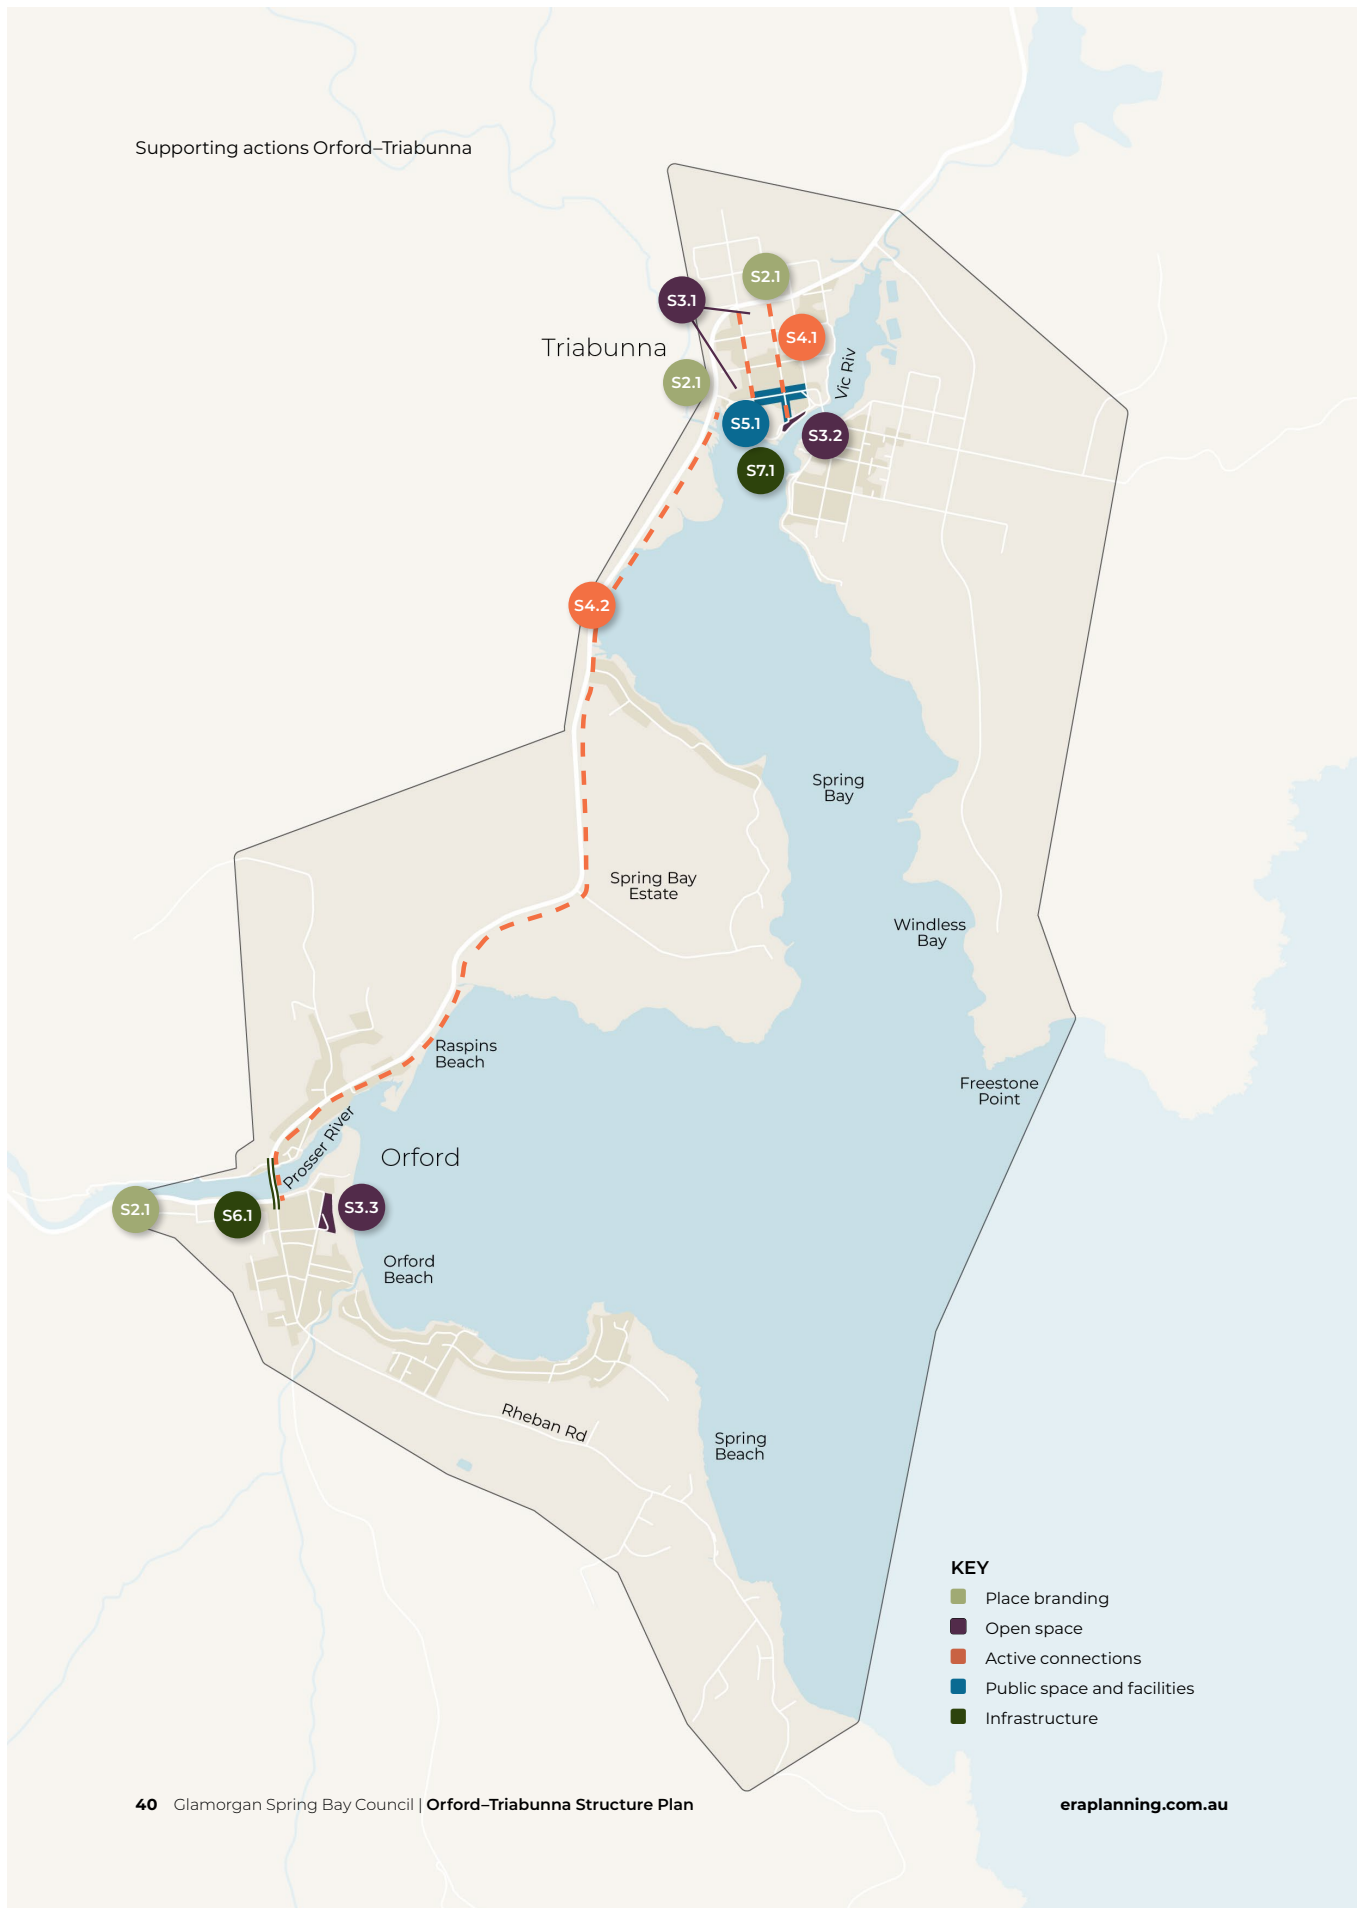 Supporting actions Orford–Triabunna
S2.1
S3.1
S4.1
Triabunna
Vic Riv
S2.1
S5.1
S3.2
S7.1
S4.2
Spring
Bay
Spring Bay
Estate
Windless
Bay
Raspins
Beach
Freestone
Point
Prosser River
Orford
S2.1
S6.1
S3.3
Orford
Beach
Rheban Rd
Spring
Beach
KEY
Place branding
Open space
Active connections
Public space and facilities
Infrastructure
40 Glamorgan Spring Bay Council | Orford–Triabunna Structure Plan
eraplanning.com.au